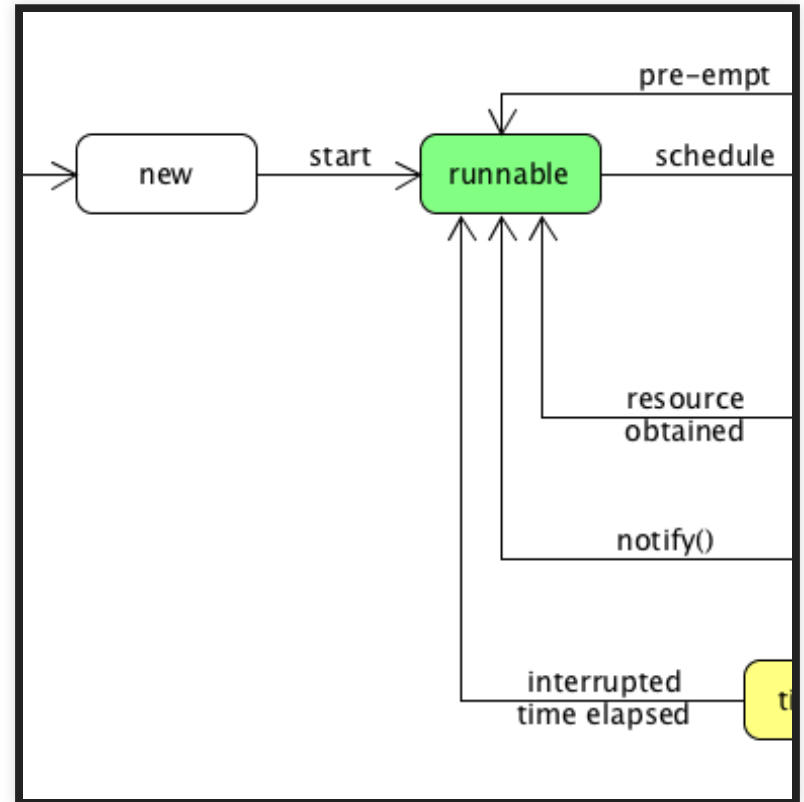 pre-empt
new
start
runnable
schedule
resource
obtained
notify()
interrupted
time elapsed